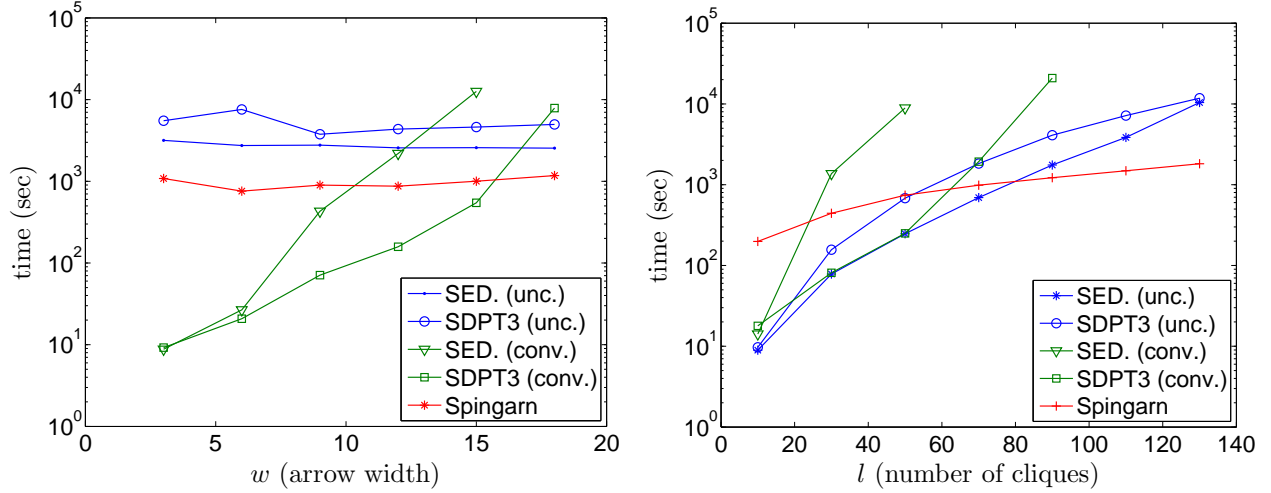 10^5
10^4
10^3
10^2
10^1
10^0
time (sec)
0
5
10
15
20
w (arrow width)
SED. (unc.)
SDPT3 (unc.)
SED. (conv.)
SDPT3 (conv.)
Spingarn
10^5
10^4
10^3
10^2
10^1
10^0
time (sec)
0
20
40
60
80
100
120
140
l (number of cliques)
SED. (unc.)
SDPT3 (unc.)
SED. (conv.)
SDPT3 (conv.)
Spingarn